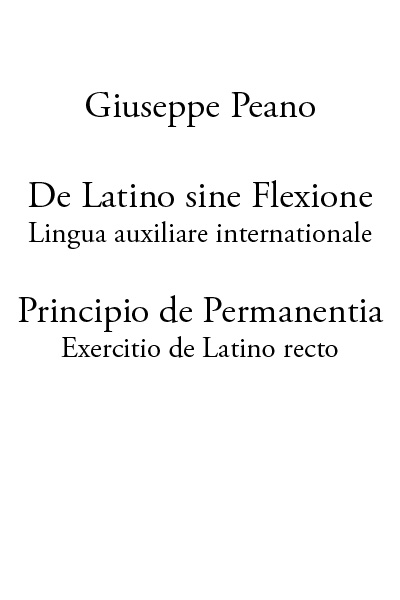 Giuseppe Peano
De Latino sine Flexione
Lingua auxiliare internationale
Principio de Permanentia
Exercitio de Latino recto